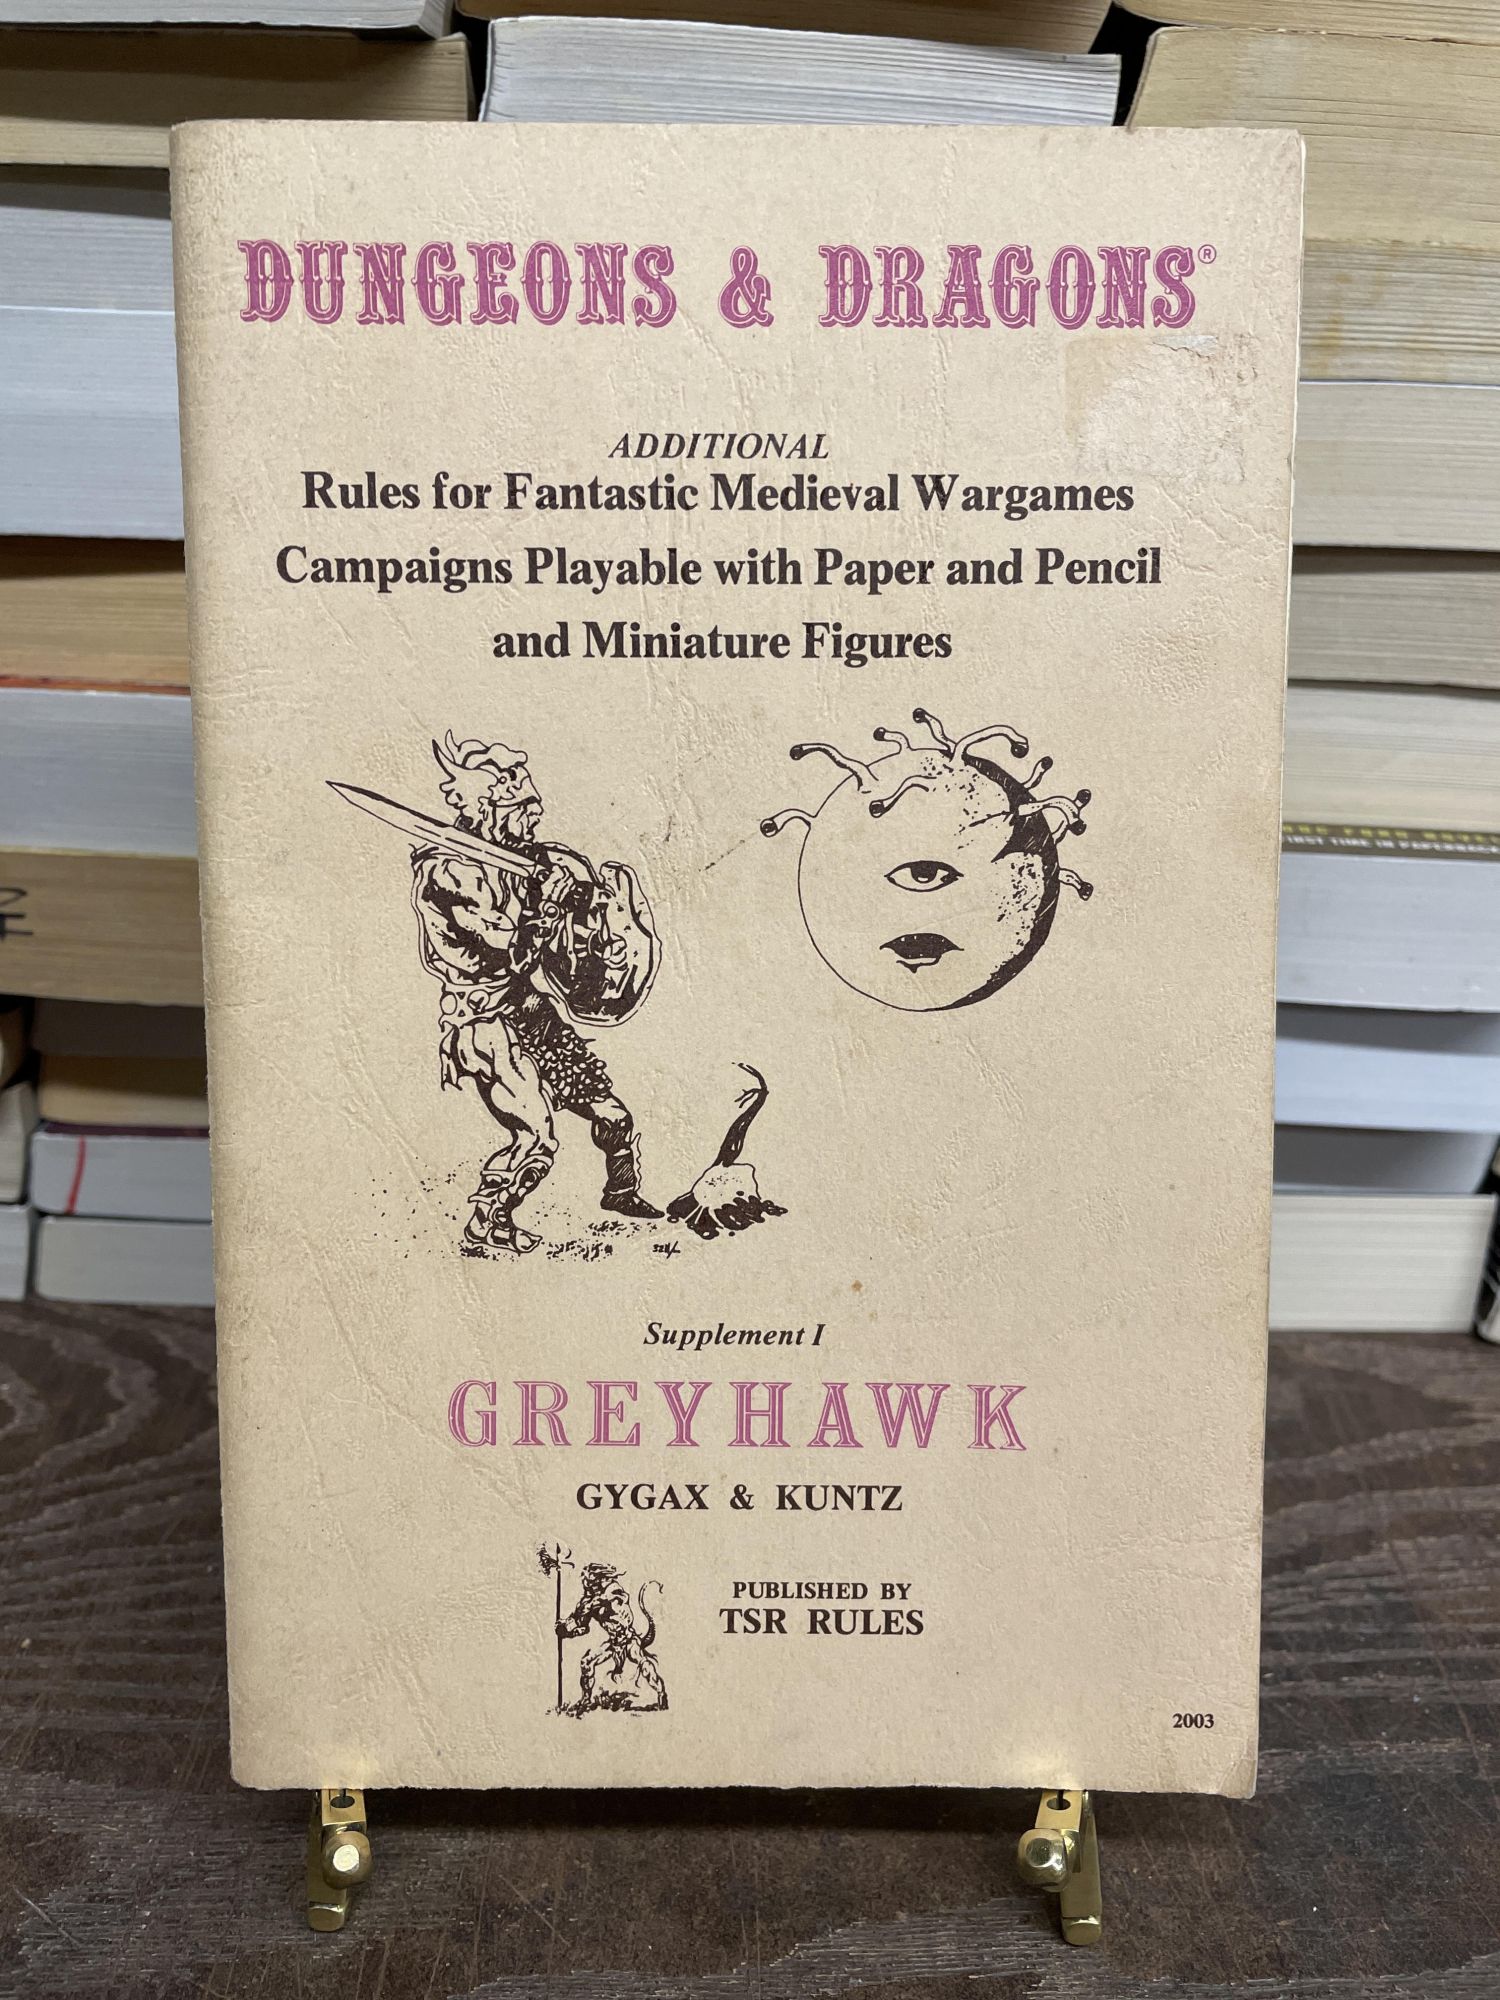 DUNGEONS & DRAGONS®
ADDITIONAL
Rules for Fantastic Medieval Wargames
Campaigns Playable with Paper and Pencil
and Miniature Figures
Supplement I
GREYHAWK
GYGAX & KUNTZ
PUBLISHED BY
TSR RULES
2003